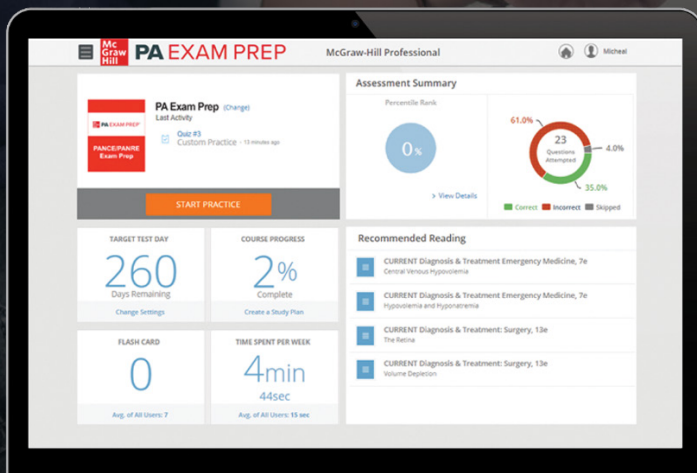 Mc
Graw
Hill
PA EXAM PREP
McGraw-Hill Professional
Micheal
PA EXAM PREP
PANCE/PANRE
Exam Prep
PA Exam Prep (Change)
Last Activity
Quiz #3
Custom Practice - 13 minutes ago
START PRACTICE
Assessment Summary
Percentile Rank
0%
> View Details
61.0%
23
Questions
Attempted
4.0%
35.0%
Correct Incorrect Skipped
TARGET TEST DAY
260
Days Remaining
Change Settings
COURSE PROGRESS
2%
Complete
Create a Study Plan
FLASH CARD
0
Avg. of All Users: 7
TIME SPENT PER WEEK
4min
44sec
Avg. of All Users: 15 sec
Recommended Reading
CURRENT Diagnosis & Treatment Emergency Medicine, 7e
Central Venous Hypovolemia
CURRENT Diagnosis & Treatment Emergency Medicine, 7e
Hypovolemia and Hyponatremia
CURRENT Diagnosis & Treatment: Surgery, 13e
The Retina
CURRENT Diagnosis & Treatment: Surgery, 13e
Volume Depletion